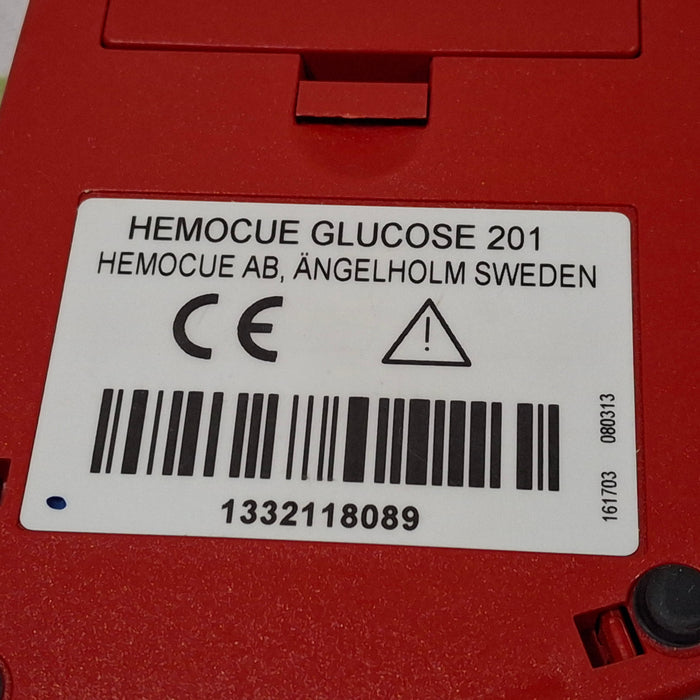 HEMOCUE GLUCOSE 201
HEMOCUE AB, ÄNGELHOLM SWEDEN
CE
1332118089
161703 080313